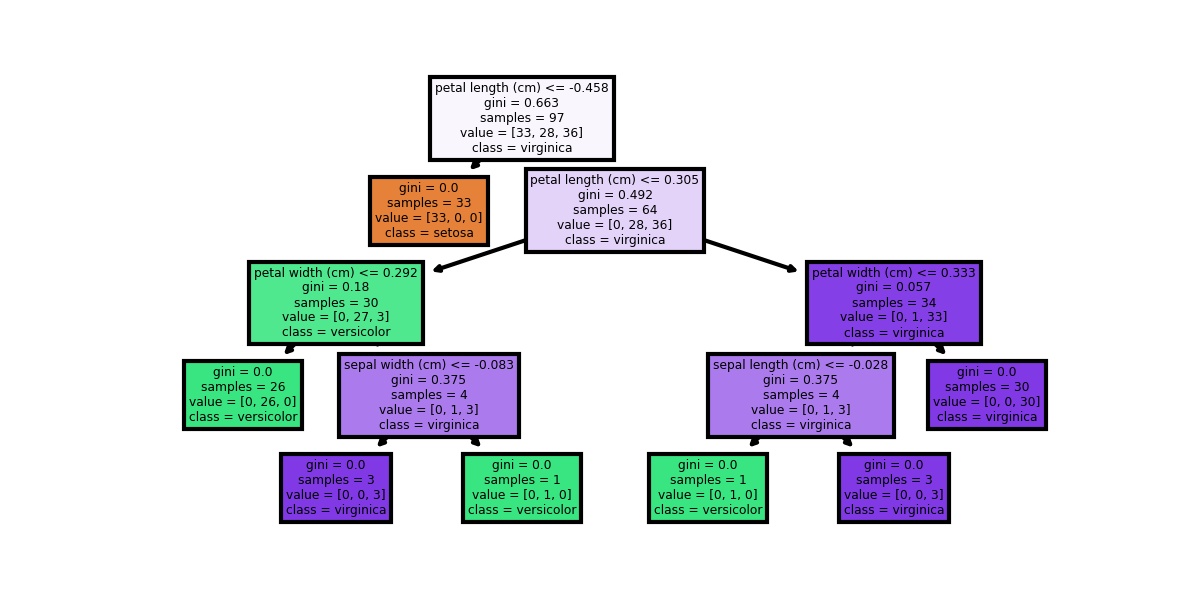 petal length (cm) <= -0.458
gini = 0.663
samples = 97
value = [33, 28, 36]
class = virginica
gini = 0.0
samples = 33
value = [33, 0, 0]
class = setosa
petal length (cm) <= 0.305
gini = 0.492
samples = 64
value = [0, 28, 36]
class = virginica
petal width (cm) <= 0.292
gini = 0.18
samples = 30
value = [0, 27, 3]
class = versicolor
petal width (cm) <= 0.333
gini = 0.057
samples = 34
value = [0, 1, 33]
class = virginica
gini = 0.0
samples = 26
value = [0, 26, 0]
class = versicolor
sepal width (cm) <= -0.083
gini = 0.375
samples = 4
value = [0, 1, 3]
class = virginica
sepal length (cm) <= -0.028
gini = 0.375
samples = 4
value = [0, 1, 3]
class = virginica
gini = 0.0
samples = 30
value = [0, 0, 30]
class = virginica
gini = 0.0
samples = 3
value = [0, 0, 3]
class = virginica
gini = 0.0
samples = 1
value = [0, 1, 0]
class = versicolor
gini = 0.0
samples = 1
value = [0, 1, 0]
class = versicolor
gini = 0.0
samples = 3
value = [0, 0, 3]
class = virginica